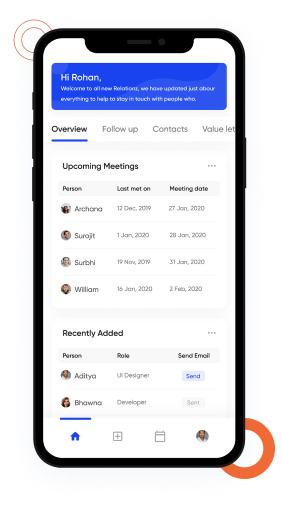 Hi Rohan,
Welcome to all new Relationz, we have updated just about
everything to help to stay in touch with people who.
Overview Follow up Contacts Value let
Upcoming Meetings
Person Last met on Meeting date
Archana 12 Dec, 2019 27 Jan, 2020
Surojit 1 Jan, 2020 28 Jan, 2020
Surbhi 19 Nov, 2019 31 Jan, 2020
William 16 Jan, 2020 2 Feb, 2020
Recently Added
Person Role Send Email
Aditya UI Designer Send
Bhawna Developer Sent